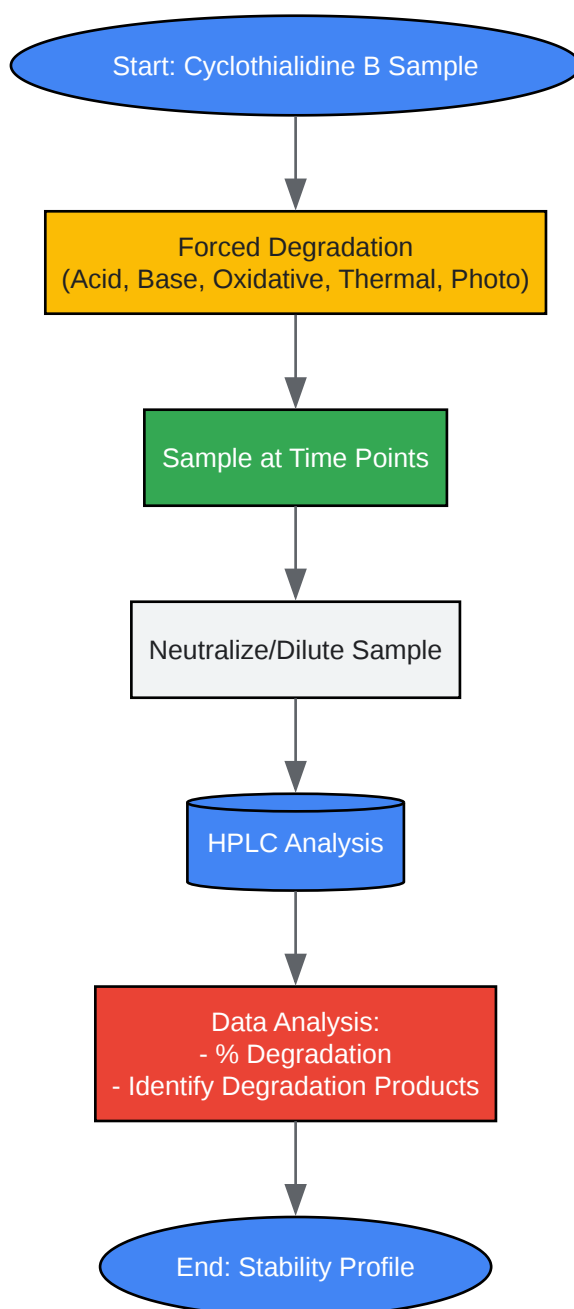 Start: Cyclothialidine B Sample
Forced Degradation
(Acid, Base, Oxidative, Thermal, Photo)
Sample at Time Points
Neutralize/Dilute Sample
HPLC Analysis
Data Analysis:
- % Degradation
- Identify Degradation Products
End: Stability Profile